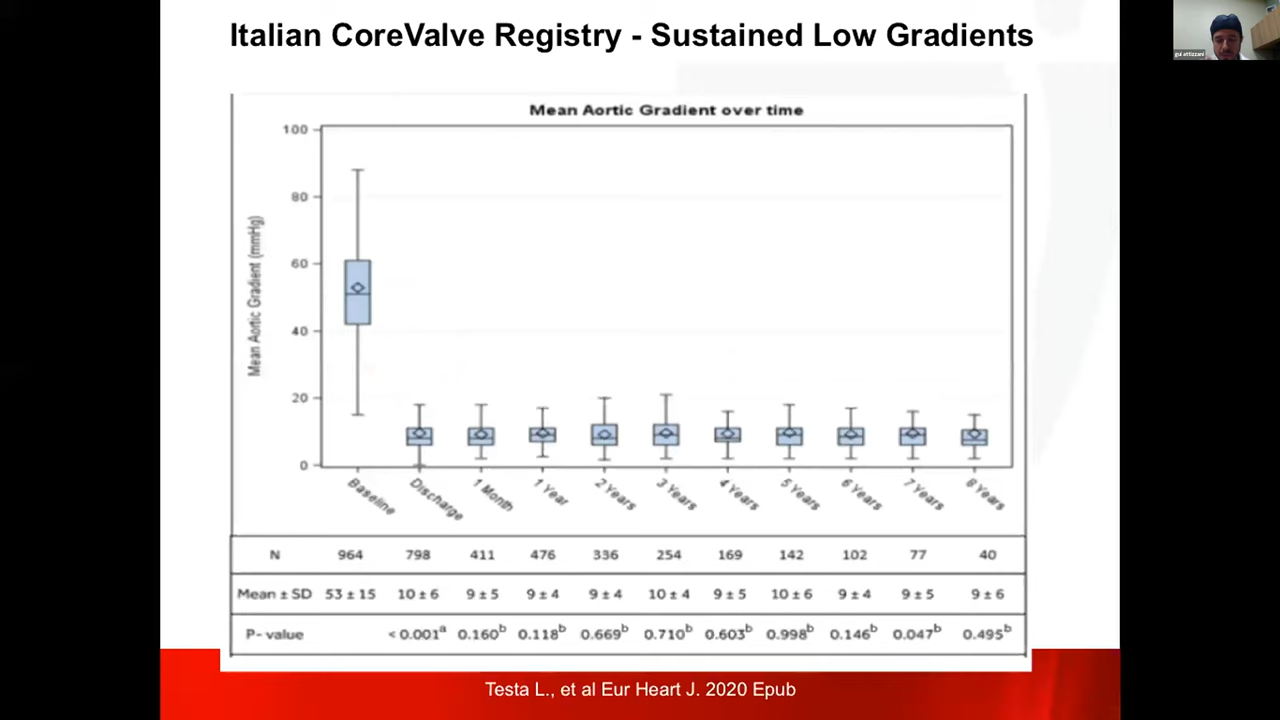 Italian CoreValve Registry - Sustained Low Gradients
gui attizzani
Mean Aortic Gradient over time
Mean Aortic Gradient (mmHg)
100
80
60
40
20
0
Baseline
Discharge
1 Month
1 Year
2 Years
3 Years
4 Years
5 Years
6 Years
7 Years
8 Years
N 964 798 411 476 336 254 169 142 102 77 40
Mean ± SD 53 ± 15 10 ± 6 9 ± 5 9 ± 4 9 ± 4 10 ± 4 9 ± 5 10 ± 6 9 ± 4 9 ± 5 9 ± 6
P- value < 0.001ᵃ 0.160ᵇ 0.118ᵇ 0.669ᵇ 0.710ᵇ 0.603ᵇ 0.998ᵇ 0.146ᵇ 0.047ᵇ 0.495ᵇ
Testa L., et al Eur Heart J. 2020 Epub